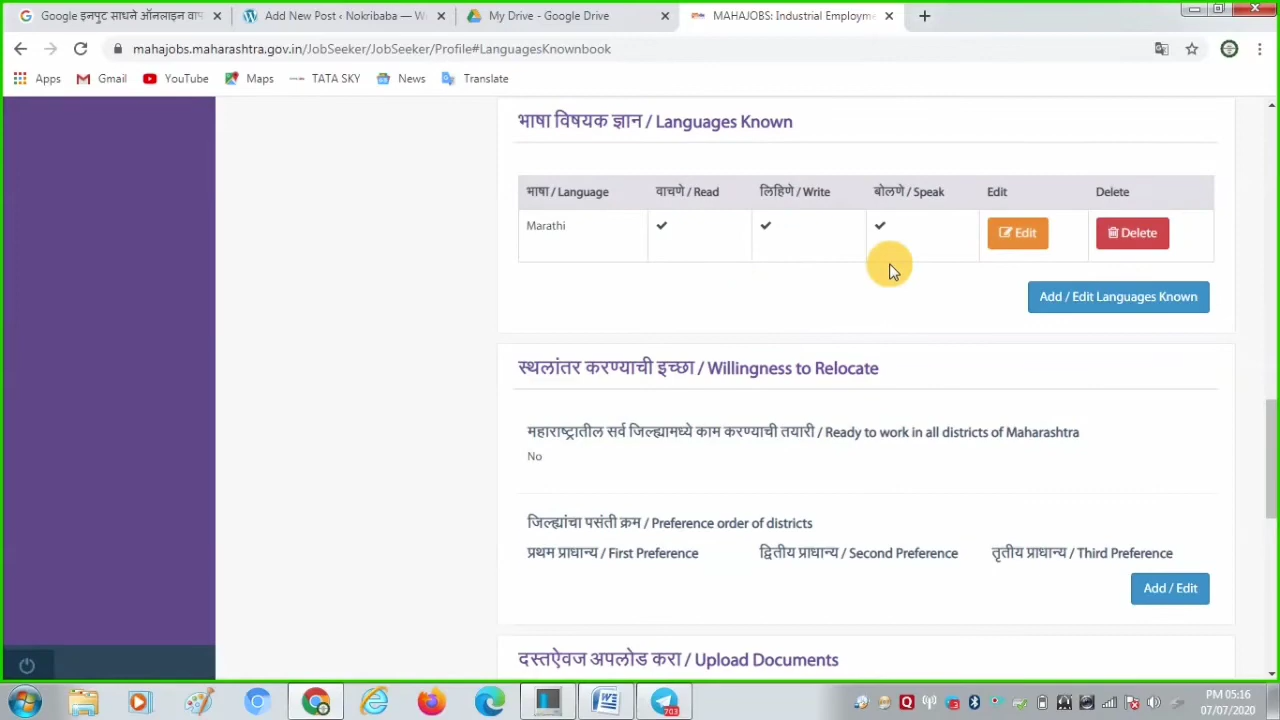 Google इनपुट साधने ऑनलाइन वाप
Add New Post ‹ Nokribaba — W
My Drive - Google Drive
MAHAJOBS: Industrial Employme
mahajobs.maharashtra.gov.in/JobSeeker/JobSeeker/Profile#LanguagesKnownbook
Apps Gmail YouTube Maps TATA SKY News Translate
भाषा विषयक ज्ञान / Languages Known
भाषा / Language वाचणे / Read लिहिणे / Write बोलणे / Speak Edit Delete
Marathi ✔ ✔ ✔ Edit Delete
Add / Edit Languages Known
स्थलांतर करण्याची इच्छा / Willingness to Relocate
महाराष्ट्रातील सर्व जिल्ह्यामध्ये काम करण्याची तयारी / Ready to work in all districts of Maharashtra
No
जिल्ह्यांचा पसंती क्रम / Preference order of districts
प्रथम प्राधान्य / First Preference द्वितीय प्राधान्य / Second Preference तृतीय प्राधान्य / Third Preference
Add / Edit
दस्तऐवज अपलोड करा / Upload Documents
703
PM 05:16
07/07/2020